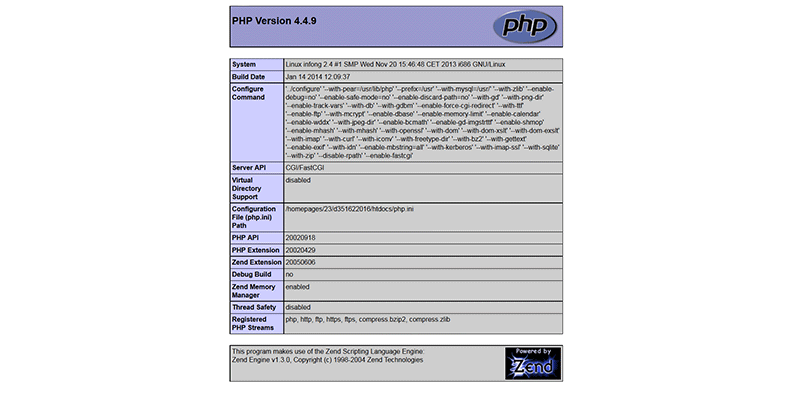 PHP Version 4.4.9
php
System Linux infong 2.4 #1 SMP Wed Nov 20 15:46:48 CET 2013 i686 GNU/Linux
Build Date Jan 14 2014 12:09:37
Configure
Command
'../configure' '--with-pear=/usr/lib/php' '--prefix=/usr' '--with-mysql=/usr' '--with-zlib' '--enable-
debug=no' '--enable-safe-mode=no' '--enable-discard-path=no' '--with-gd' '--with-png-dir'
'--enable-track-vars' '--with-db' '--with-gdbm' '--enable-force-cgi-redirect' '--with-ttf'
'--enable-ftp' '--with-mcrypt' '--enable-dbase' '--enable-memory-limit' '--enable-calendar'
'--enable-wddx' '--with-jpeg-dir' '--enable-bcmath' '--enable-gd-imgstrttf' '--enable-shmop'
'--enable-mhash' '--with-mhash' '--with-openssl' '--with-dom' '--with-dom-xslt' '--with-dom-exslt'
'--with-imap' '--with-curl' '--with-iconv' '--with-freetype-dir' '--with-bz2' '--with-gettext'
'--enable-exif' '--with-idn' '--enable-mbstring=all' '--with-kerberos' '--with-imap-ssl' '--with-sqlite'
'--with-zip' '--disable-rpath' '--enable-fastcgi'
Server API CGI/FastCGI
Virtual
Directory
Support
disabled
Configuration
File (php.ini)
Path
/homepages/23/d351622016/htdocs/php.ini
PHP API 20020918
PHP Extension 20020429
Zend Extension 20050606
Debug Build no
Zend Memory
Manager
enabled
Thread Safety disabled
Registered
PHP Streams
php, http, ftp, https, ftps, compress.bzip2, compress.zlib
This program makes use of the Zend Scripting Language Engine:
Zend Engine v1.3.0, Copyright (c) 1998-2004 Zend Technologies
Powered by
Zend